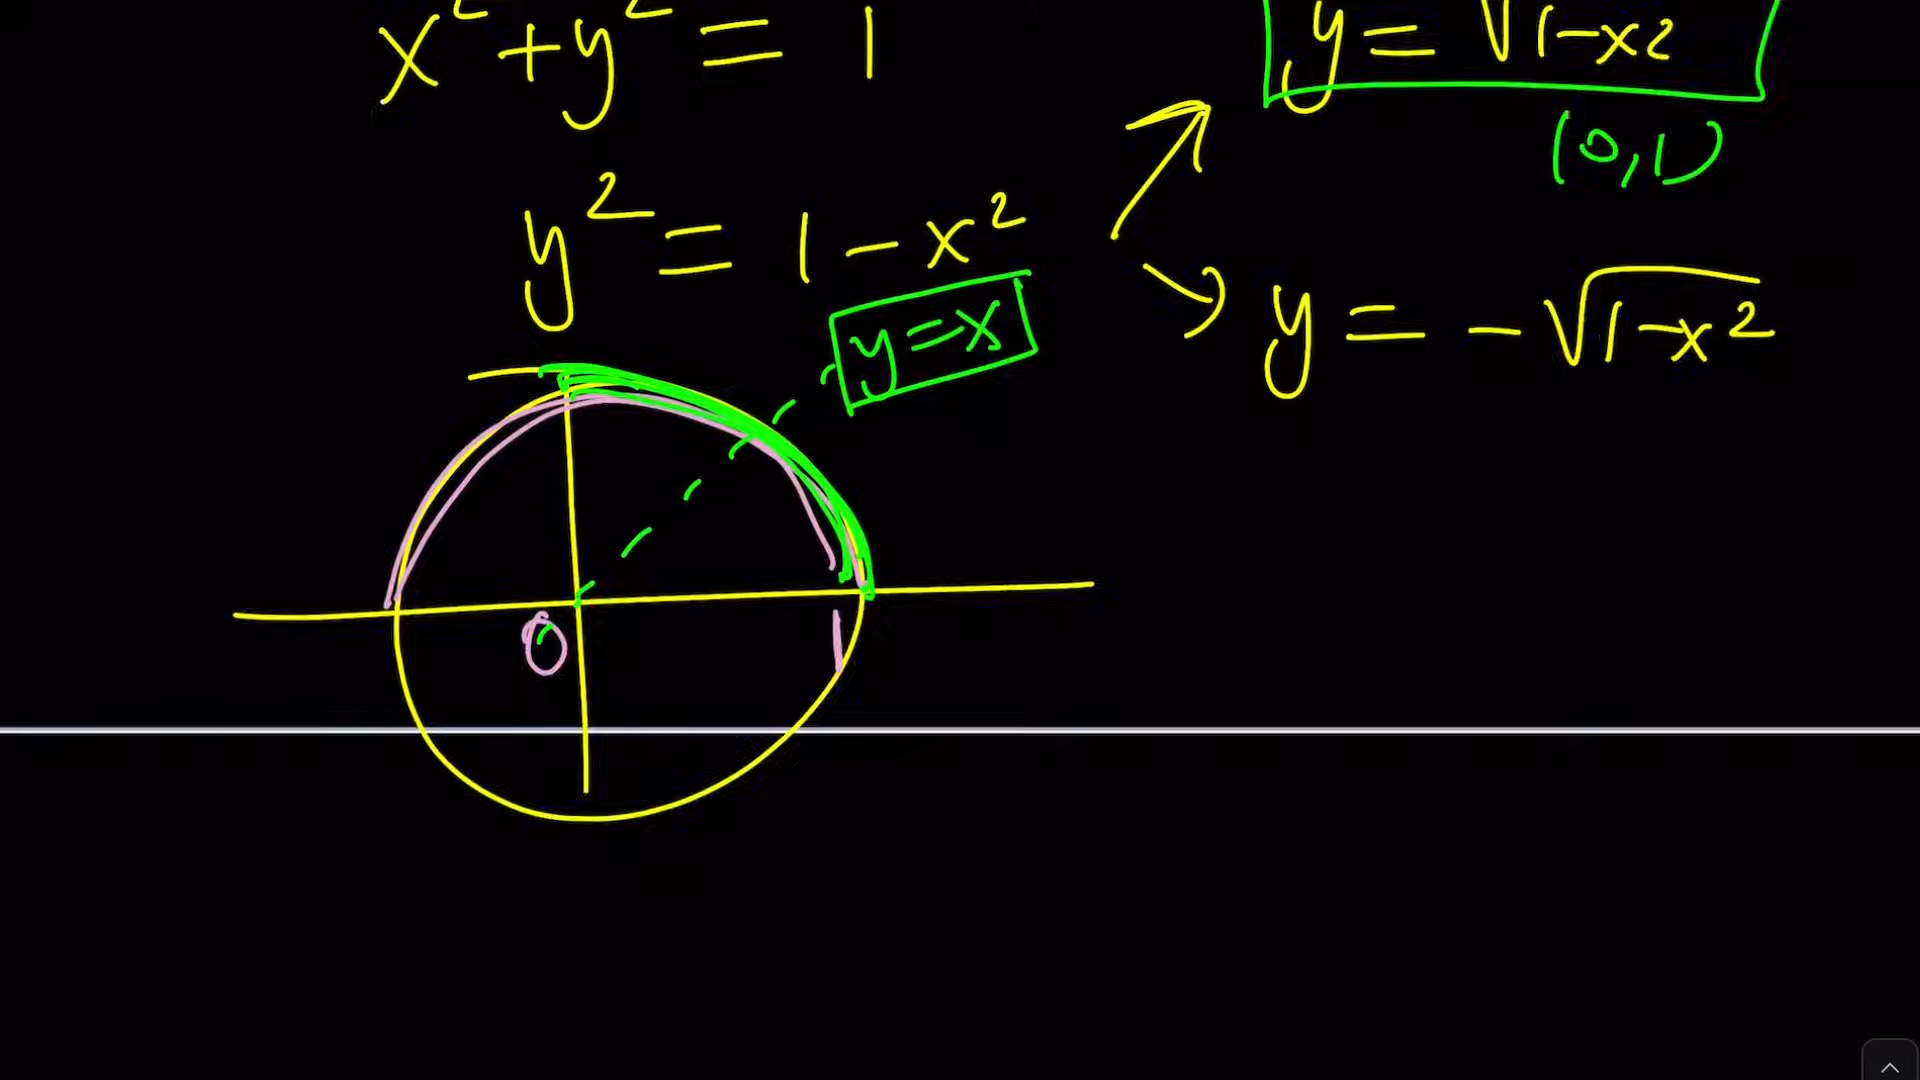 x²+y² = 1
y = √1-x2
(0,1)
y² = 1-x²
y = -√1-x²
y=x
0
1